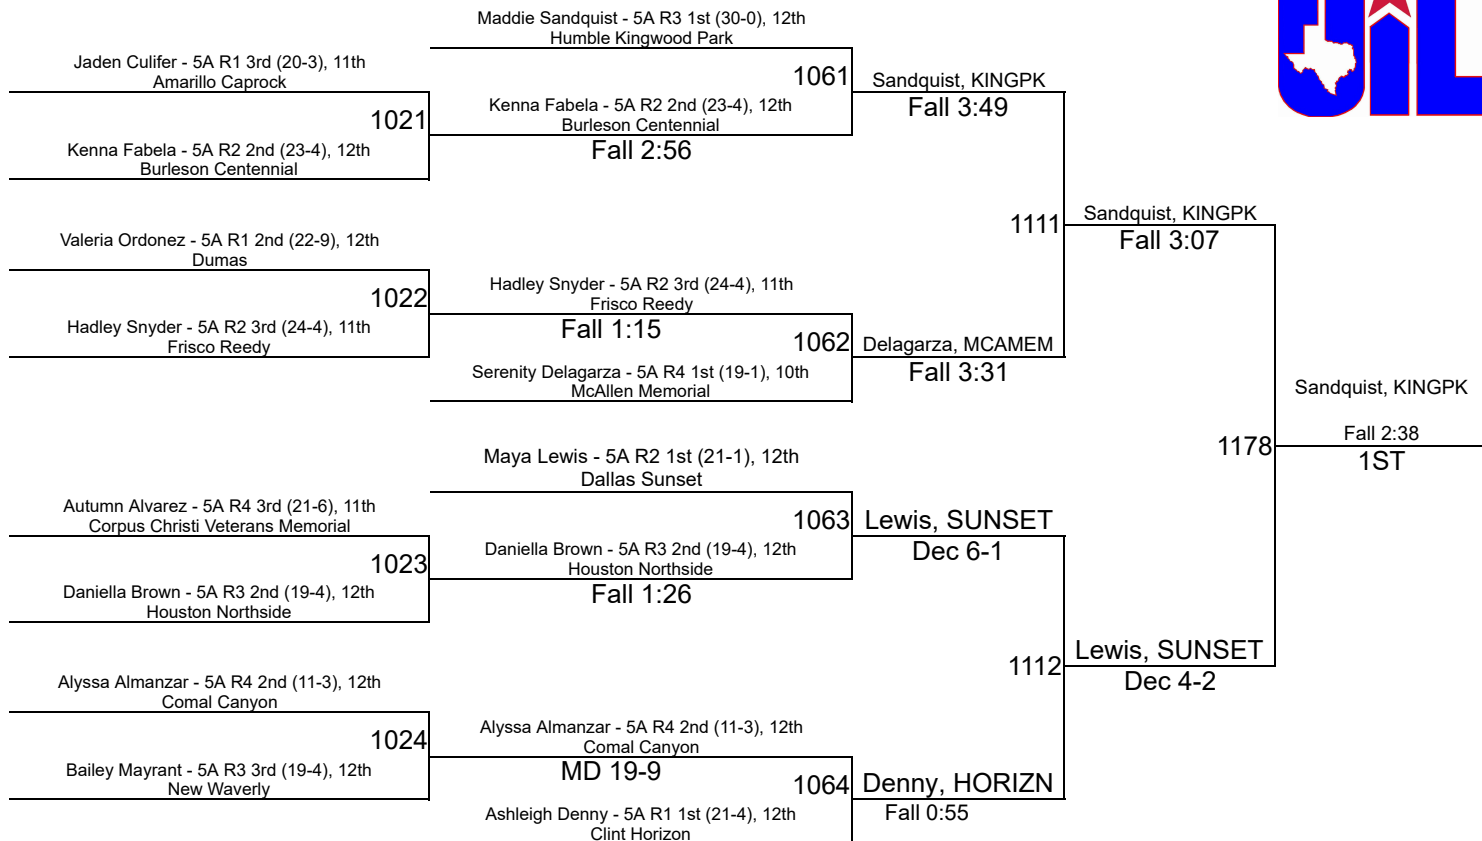 Maddie Sandquist - 5A R3 1st (30-0), 12th
Humble Kingwood Park
Jaden Culifer - 5A R1 3rd (20-3), 11th
Amarillo Caprock
1061
Sandquist, KINGPK
Fall 3:49
1021
Kenna Fabela - 5A R2 2nd (23-4), 12th
Burleson Centennial
Fall 2:56
Kenna Fabela - 5A R2 2nd (23-4), 12th
Burleson Centennial
UIL
1111
Sandquist, KINGPK
Fall 3:07
Valeria Ordonez - 5A R1 2nd (22-9), 12th
Dumas
1022
Hadley Snyder - 5A R2 3rd (24-4), 11th
Frisco Reedy
Fall 1:15
Hadley Snyder - 5A R2 3rd (24-4), 11th
Frisco Reedy
1062
Delagarza, MCAMEM
Fall 3:31
Serenity Delagarza - 5A R4 1st (19-1), 10th
McAllen Memorial
Sandquist, KINGPK
1178
Fall 2:38
1ST
Maya Lewis - 5A R2 1st (21-1), 12th
Dallas Sunset
Autumn Alvarez - 5A R4 3rd (21-6), 11th
Corpus Christi Veterans Memorial
1063
Lewis, SUNSET
Dec 6-1
1023
Daniella Brown - 5A R3 2nd (19-4), 12th
Houston Northside
Fall 1:26
Daniella Brown - 5A R3 2nd (19-4), 12th
Houston Northside
1112
Lewis, SUNSET
Dec 4-2
Alyssa Almanzar - 5A R4 2nd (11-3), 12th
Comal Canyon
1024
Alyssa Almanzar - 5A R4 2nd (11-3), 12th
Comal Canyon
MD 19-9
Bailey Mayrant - 5A R3 3rd (19-4), 12th
New Waverly
1064
Denny, HORIZN
Fall 0:55
Ashleigh Denny - 5A R1 1st (21-4), 12th
Clint Horizon